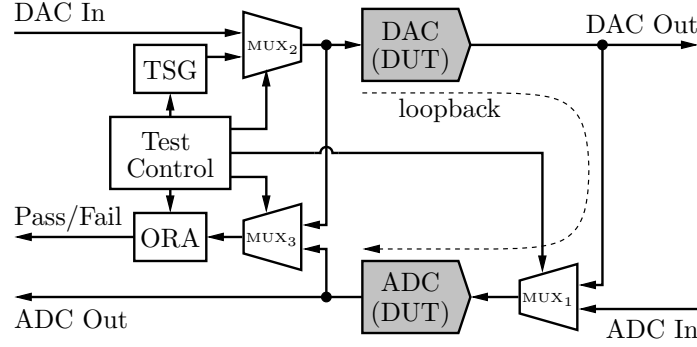 DAC In
MUX2
DAC
(DUT)
DAC Out
TSG
loopback
Test
Control
Pass/Fail
ORA
MUX3
ADC
(DUT)
MUX1
ADC Out
ADC In